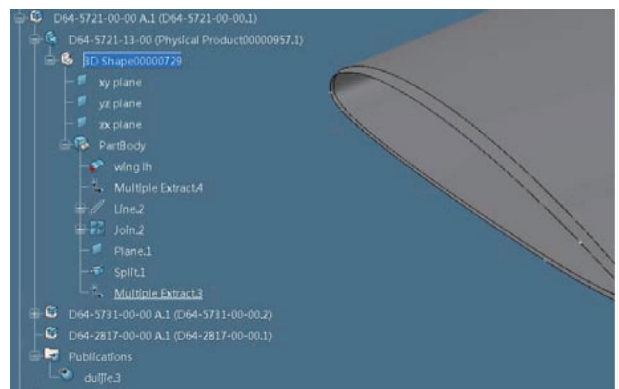 D64-5721-00-00 A.1 (D64-5721-00-00.1)
D64-5721-13-00 (Physical Product00000957.1)
3D Shape00000729
xy plane
yz plane
zx plane
PartBody
wing lh
Multiple Extract.4
Line.2
Join.2
Plane.1
Split.1
Multiple Extract.3
D64-5731-00-00 A.1 (D64-5731-00-00.2)
D64-2817-00-00 A.1 (D64-2817-00-00.1)
Publications
duijie.3